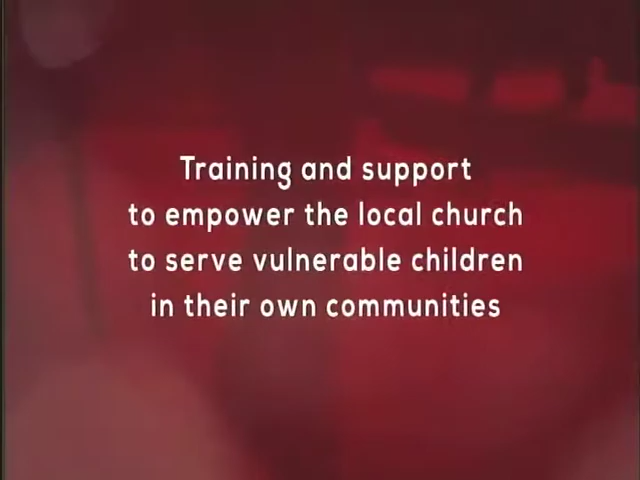 Training and support
to empower the local church
to serve vulnerable children
in their own communities